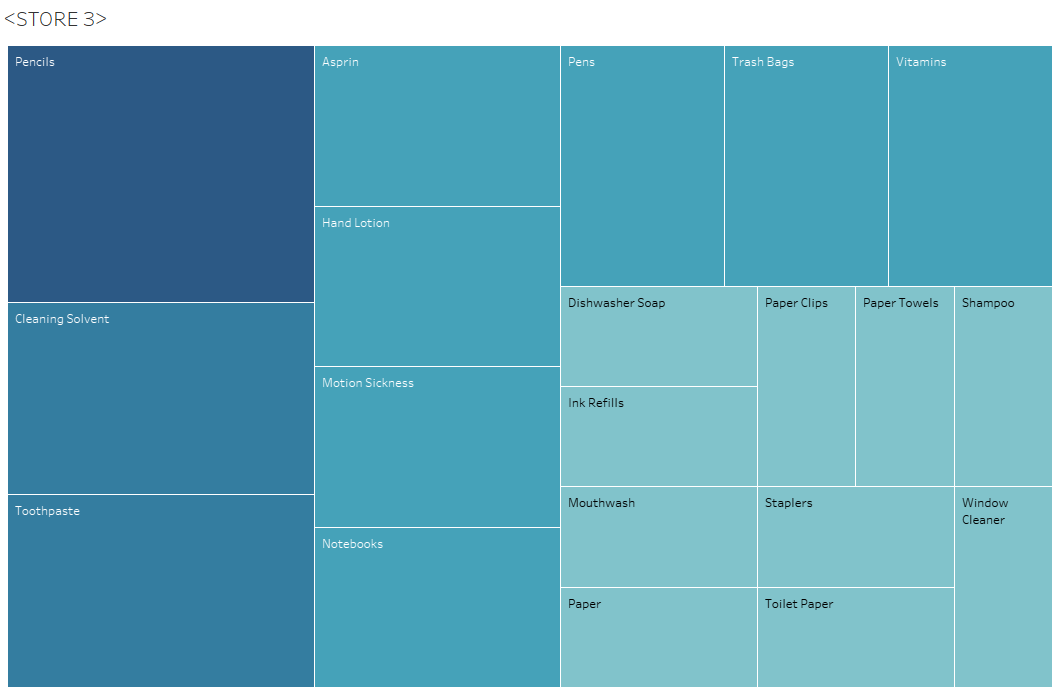 <STORE 3>
Pencils
Cleaning Solvent
Toothpaste
Asprin
Hand Lotion
Motion Sickness
Notebooks
Pens
Trash Bags
Vitamins
Dishwasher Soap
Ink Refills
Paper Clips
Paper Towels
Shampoo
Mouthwash
Paper
Staplers
Toilet Paper
Window
Cleaner